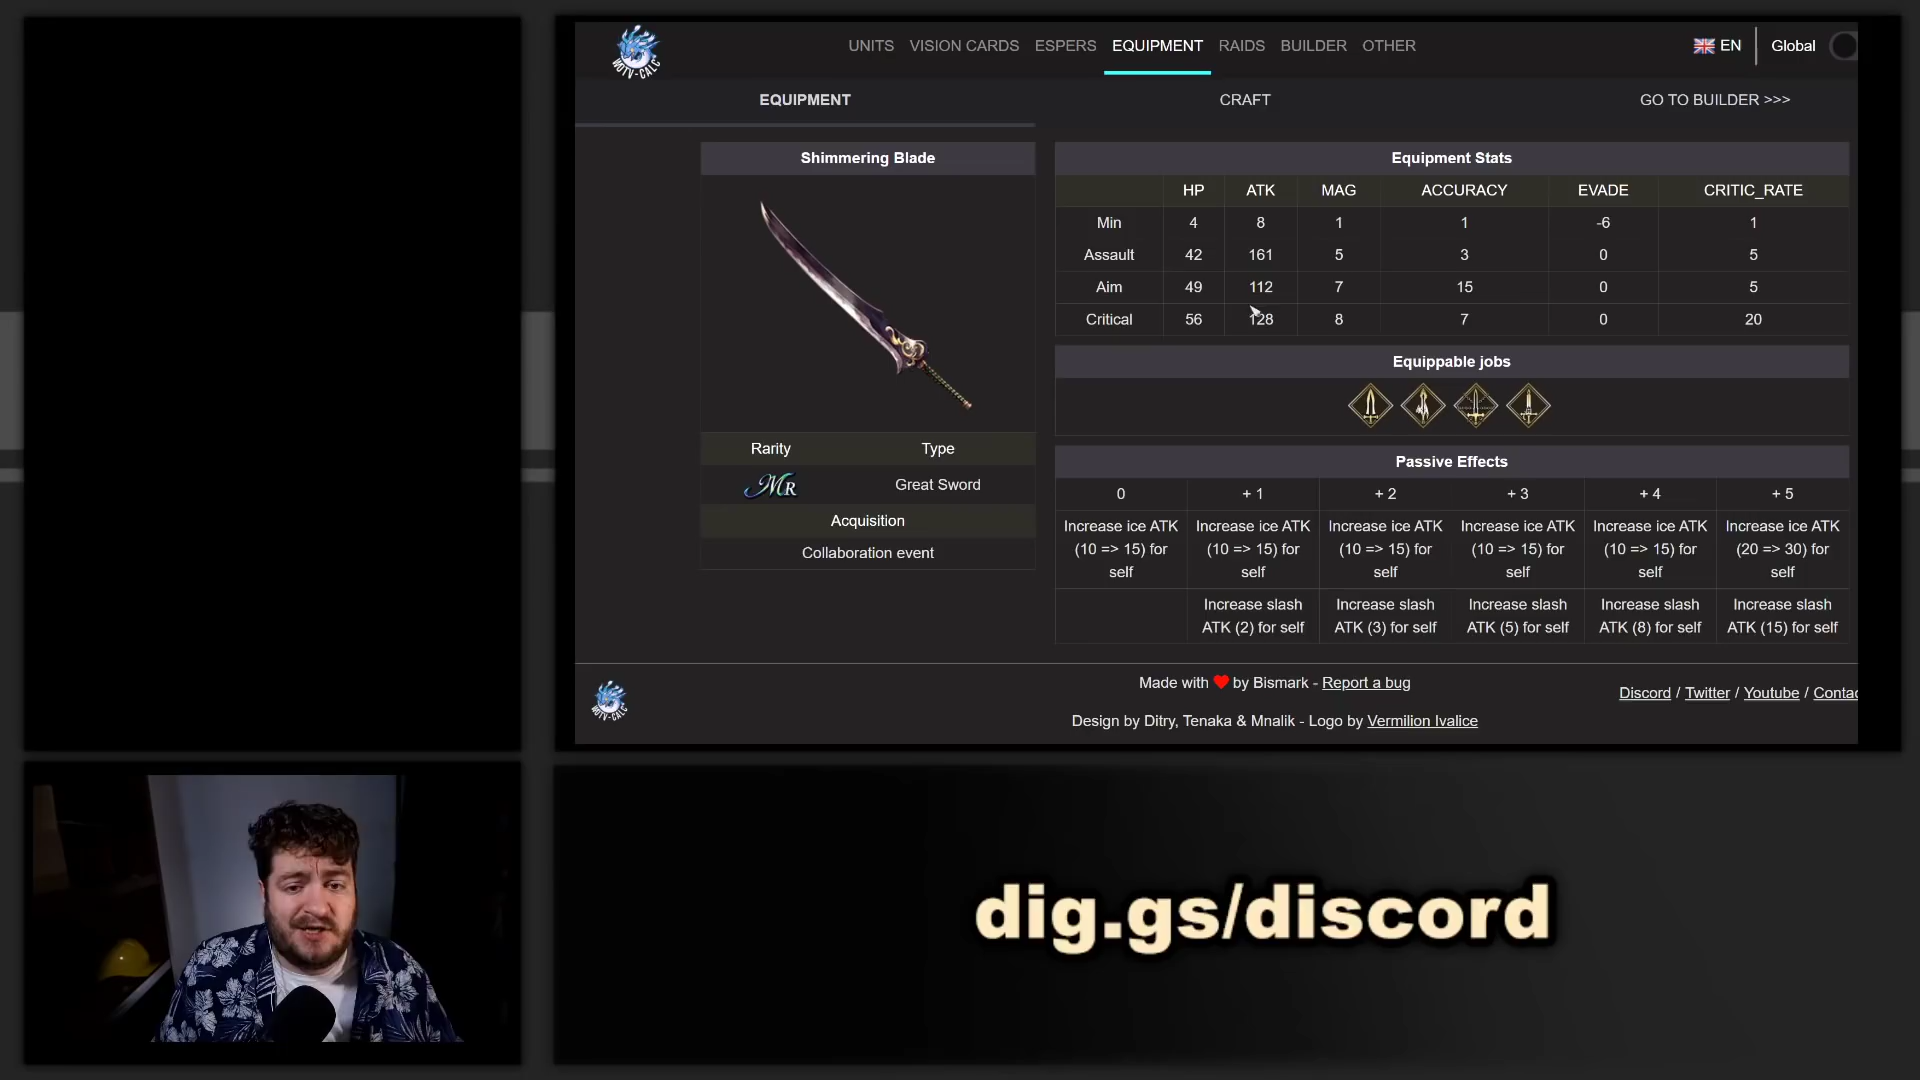 WOTV-CALC
UNITS VISION CARDS ESPERS EQUIPMENT RAIDS BUILDER OTHER
EN Global
EQUIPMENT CRAFT GO TO BUILDER >>>
Shimmering Blade
Rarity Type
MR Great Sword
Acquisition
Collaboration event
Equipment Stats
HP ATK MAG ACCURACY EVADE CRITIC_RATE
Min 4 8 1 1 -6 1
Assault 42 161 5 3 0 5
Aim 49 112 7 15 0 5
Critical 56 128 8 7 0 20
Equippable jobs
Passive Effects
0 + 1 + 2 + 3 + 4 + 5
Increase ice ATK Increase ice ATK Increase ice ATK Increase ice ATK Increase ice ATK Increase ice ATK
(10 => 15) for (10 => 15) for (10 => 15) for (10 => 15) for (10 => 15) for (20 => 30) for
self self self self self self
Increase slash Increase slash Increase slash Increase slash Increase slash
ATK (2) for self ATK (3) for self ATK (5) for self ATK (8) for self ATK (15) for self
WOTV-CALC
Made with ❤ by Bismark - Report a bug
Design by Ditry, Tenaka & Mnalik - Logo by Vermilion Ivalice
Discord / Twitter / Youtube / Contac
dig.gs/discord